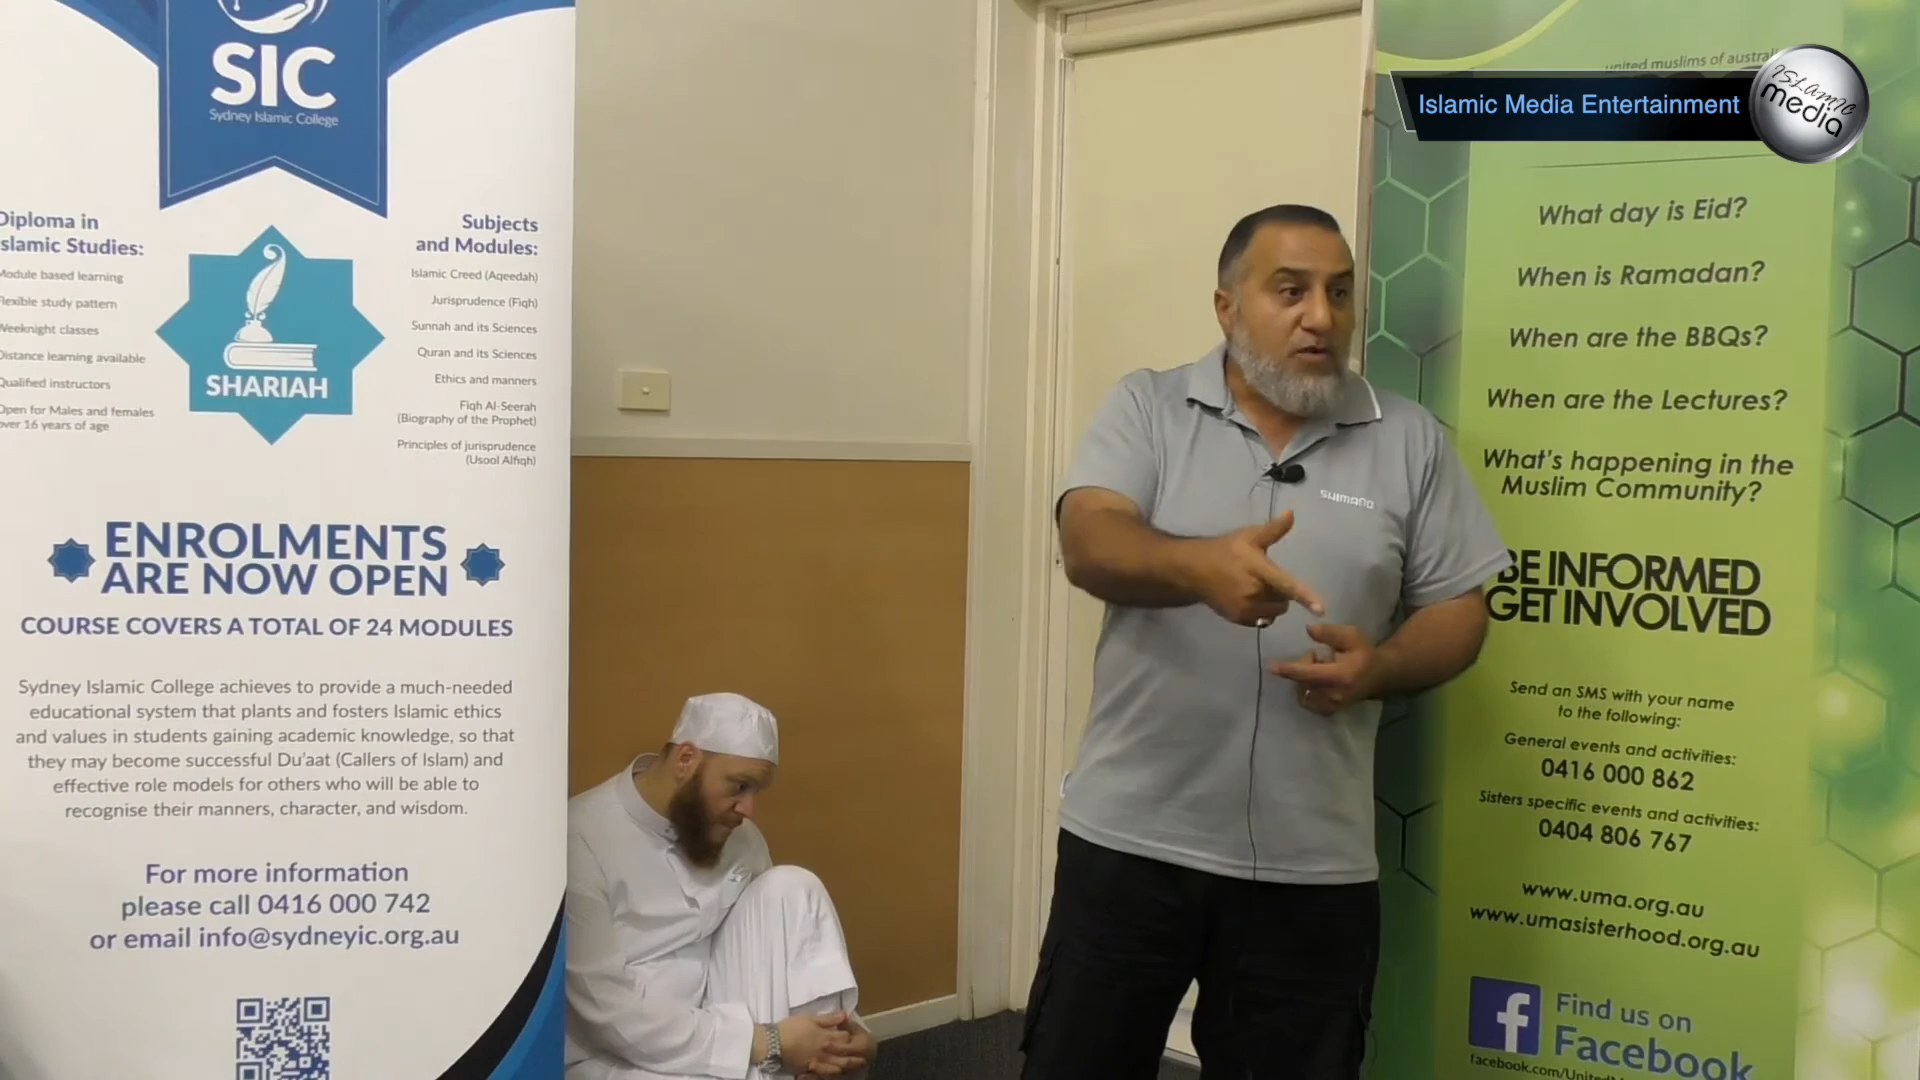 SIC
Sydney Islamic College
Diploma in
Islamic Studies:
Module based learning
Flexible study pattern
Weeknight classes
Distance learning available
Qualified instructors
Open for Males and females
over 16 years of age
SHARIAH
Subjects
and Modules:
Islamic Creed (Aqeedah)
Jurisprudence (Fiqh)
Sunnah and its Sciences
Quran and its Sciences
Ethics and manners
Fiqh Al-Seerah
(Biography of the Prophet)
Principles of jurisprudence
(Usool Alfiqh)
ENROLMENTS
ARE NOW OPEN
COURSE COVERS A TOTAL OF 24 MODULES
Sydney Islamic College achieves to provide a much-needed
educational system that plants and fosters Islamic ethics
and values in students gaining academic knowledge, so that
they may become successful Du'aat (Callers of Islam) and
effective role models for others who will be able to
recognise their manners, character, and wisdom.
For more information
please call 0416 000 742
or email info@sydneyic.org.au
SHIMANO
united muslims of
Islamic Media Entertainment
ISLAMIC
media
What day is Eid?
When is Ramadan?
When are the BBQs?
When are the Lectures?
What's happening in the
Muslim Community?
BE INFORMED
GET INVOLVED
Send an SMS with your name
to the following:
General events and activities:
0416 000 862
Sisters specific events and activities:
0404 806 767
www.uma.org.au
www.umasisterhood.org.au
f
Find us on
Facebook